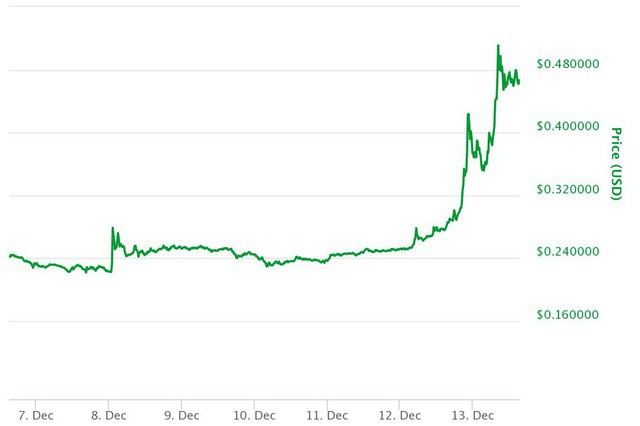 $0.480000
$0.400000
$0.320000
$0.240000
$0.160000
Price (USD)
7. Dec 8. Dec 9. Dec 10. Dec 11. Dec 12. Dec 13. Dec